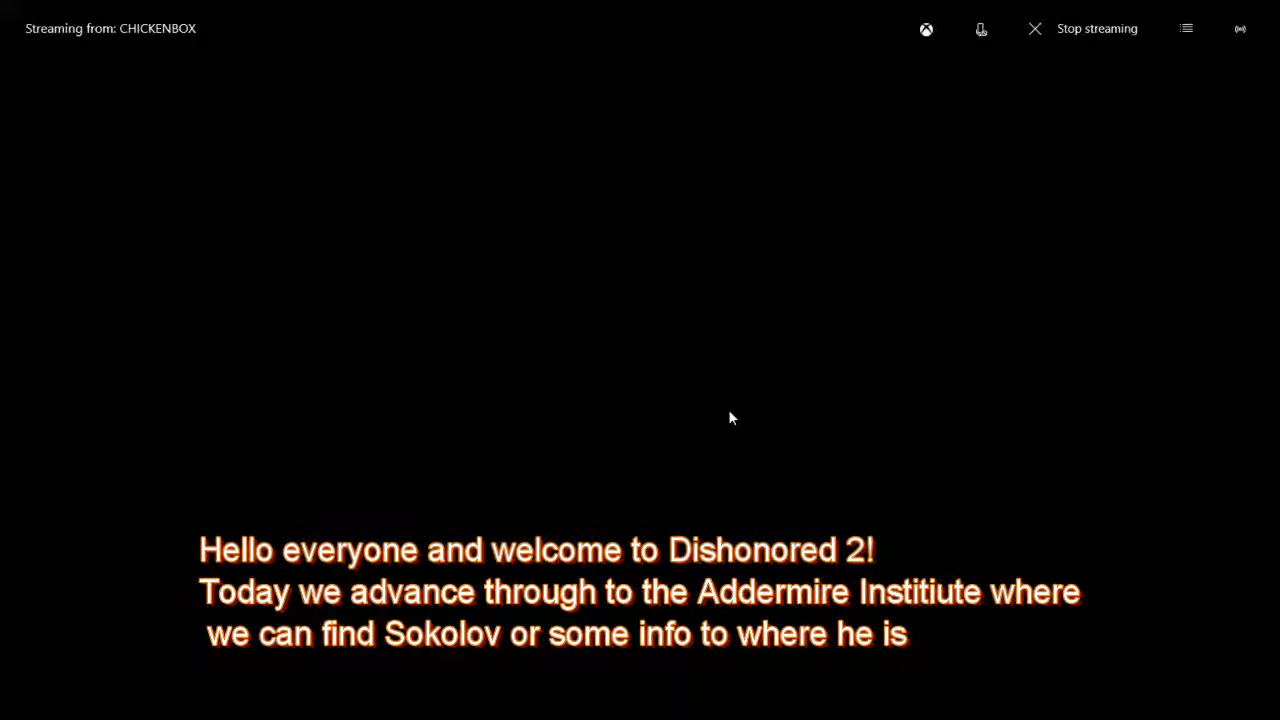 Streaming from: CHICKENBOX
Stop streaming
Hello everyone and welcome to Dishonored 2!
Today we advance through to the Addermire Institiute where
we can find Sokolov or some info to where he is